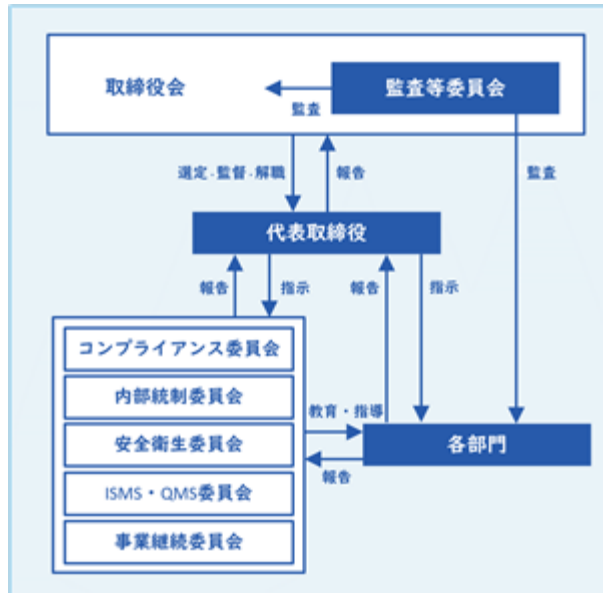 取締役会
監査等委員会
監査
選定・監督・解職
報告
監査
代表取締役
報告
指示
報告
指示
コンプライアンス委員会
内部統制委員会
安全衛生委員会
ISMS・QMS委員会
事業継続委員会
教育・指導
報告
各部門